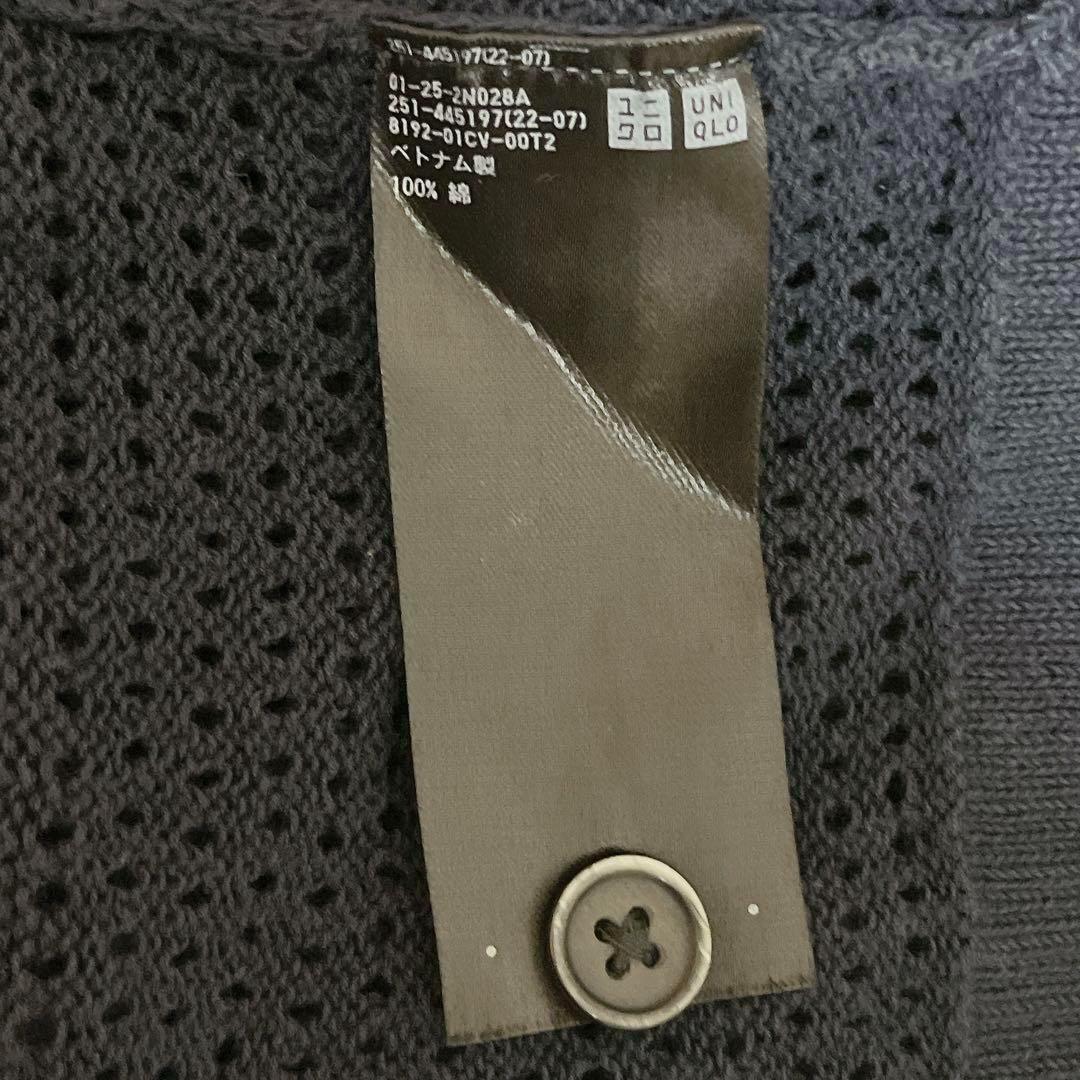 251-445197(22-07)
01-25-2N028A
251-445197(22-07)
8192-01CV-00T2
ベトナム製
100% 綿
ユニ
クロ
UNI
QLO